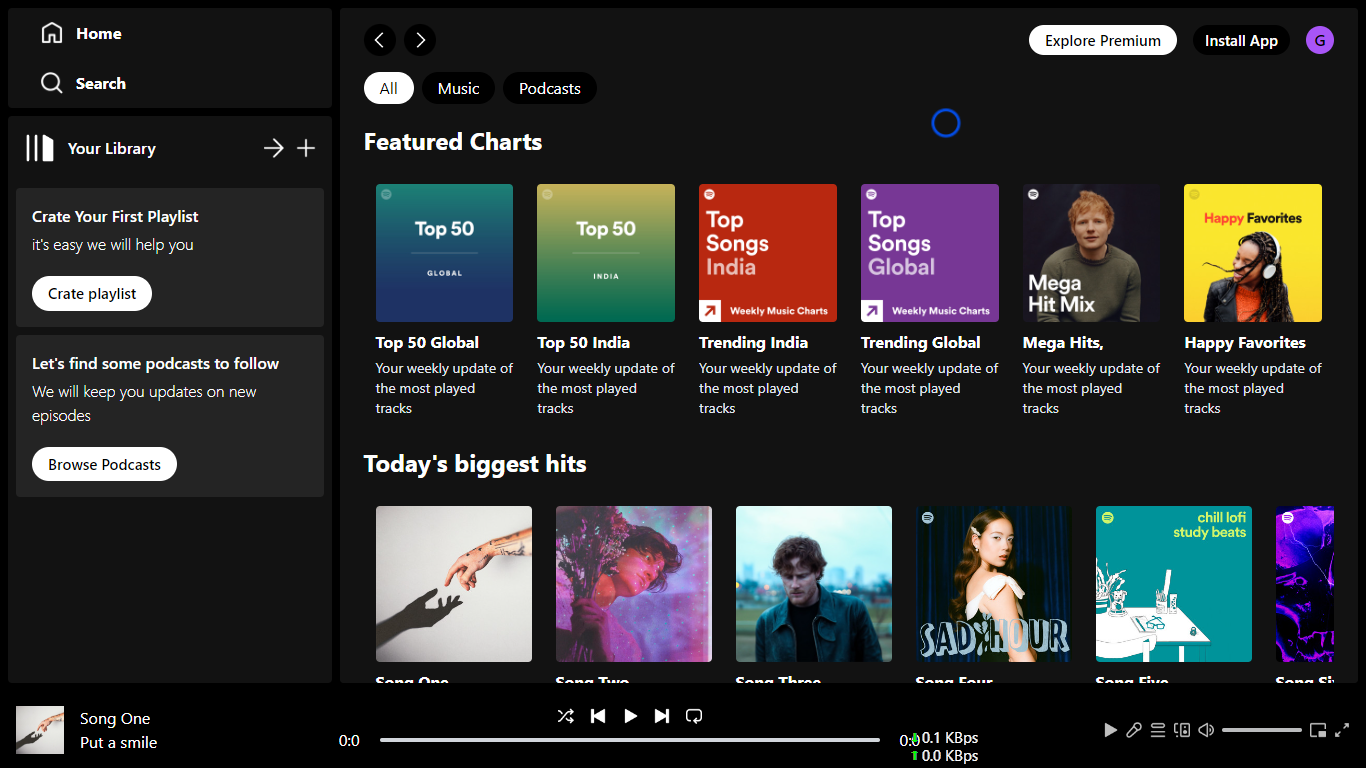 Home
Search
Your Library
Crate Your First Playlist
it's easy we will help you
Crate playlist
Let's find some podcasts to follow
We will keep you updates on new
episodes
Browse Podcasts
Explore Premium
Install App
G
All
Music
Podcasts
Featured Charts
Top 50
GLOBAL
Top 50 Global
Your weekly update of
the most played
tracks
Top 50
INDIA
Top 50 India
Your weekly update of
the most played
tracks
Top
Songs
India
Weekly Music Charts
Trending India
Your weekly update of
the most played
tracks
Top
Songs
Global
Weekly Music Charts
Trending Global
Your weekly update of
the most played
tracks
Mega
Hit Mix
Mega Hits,
Your weekly update of
the most played
tracks
Happy Favorites
Happy Favorites
Your weekly update of
the most played
tracks
Today's biggest hits
Song One
Song Two
Song Three
SAD HOUR
Song Four
chill lofi
study beats
Song Five
Song Six
Song One
Put a smile
0:0
0:0
0.1 KBps
0.0 KBps